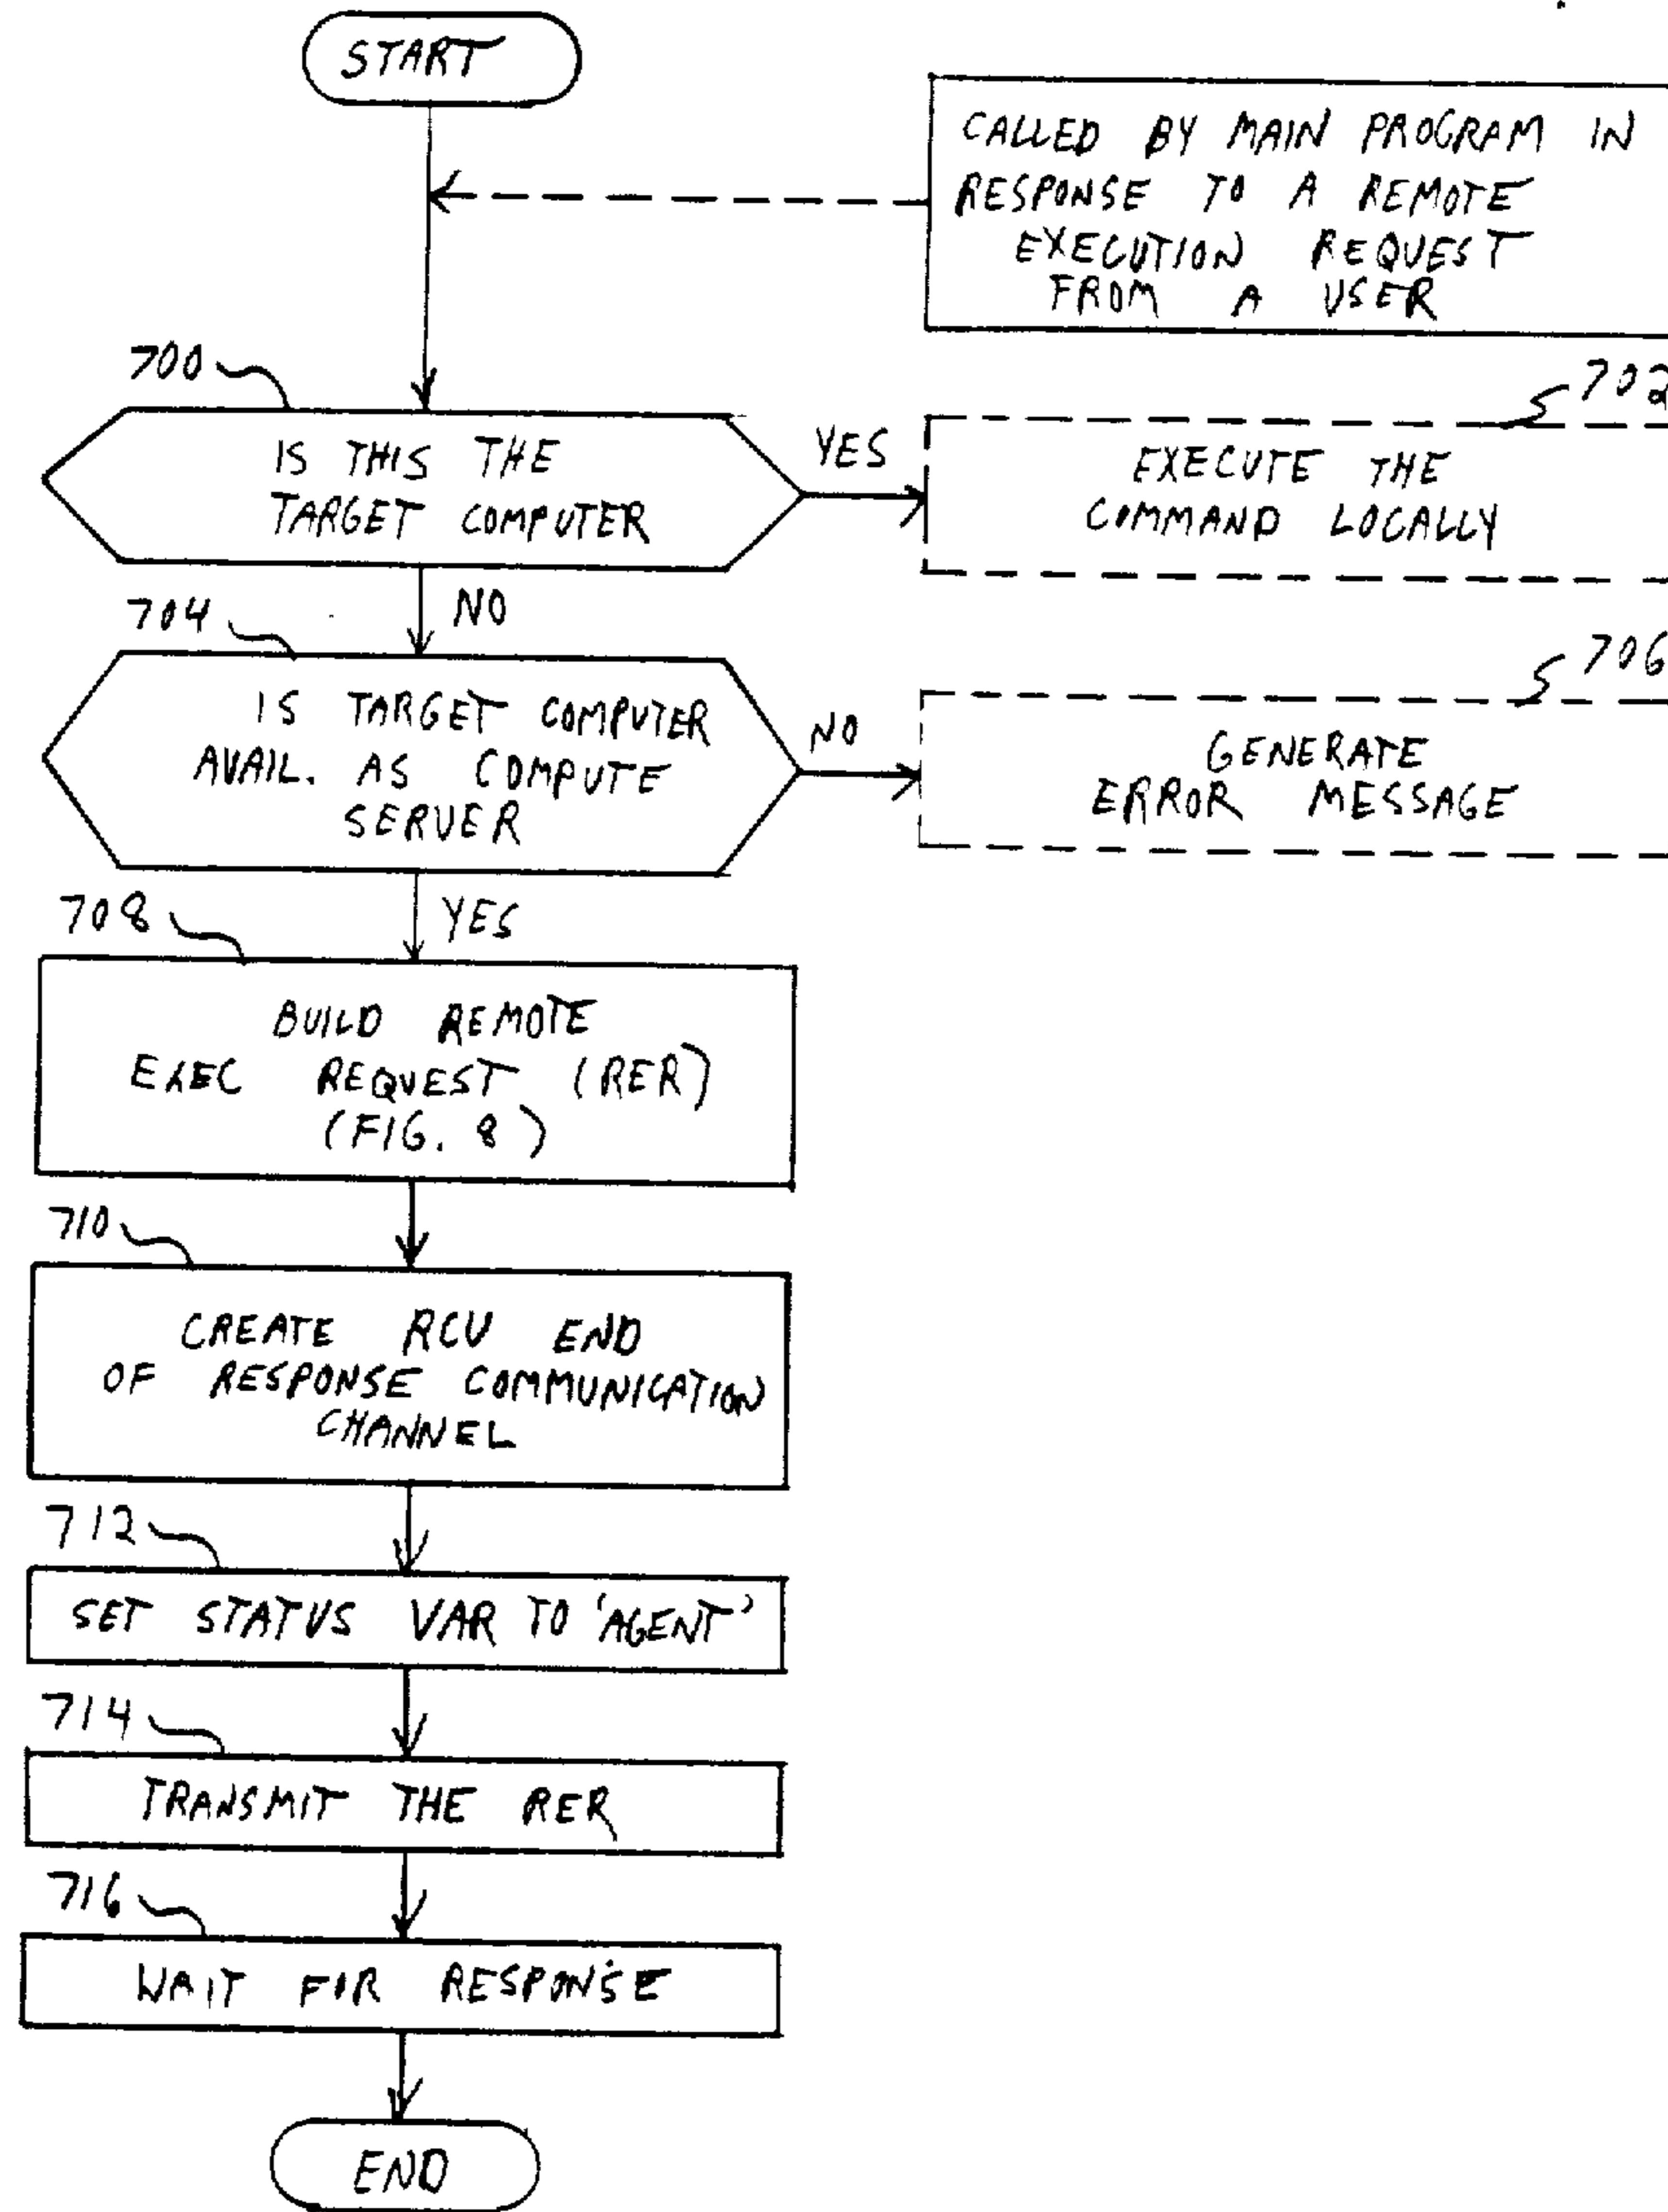 START
CALLED BY MAIN PROGRAM IN
RESPONSE TO A REMOTE
EXECUTION REQUEST
FROM A USER
700
702
IS THIS THE
TARGET COMPUTER
YES
EXECUTE THE
COMMAND LOCALLY
NO
704
706
IS TARGET COMPUTER
AVAIL. AS COMPUTE
SERVER
NO
GENERATE
ERROR MESSAGE
YES
708
BUILD REMOTE
EXEC REQUEST (RER)
(FIG. 8)
710
CREATE RCV END
OF RESPONSE COMMUNICATION
CHANNEL
712
SET STATUS VAR TO 'AGENT'
714
TRANSMIT THE RER
716
WAIT FOR RESPONSE
END